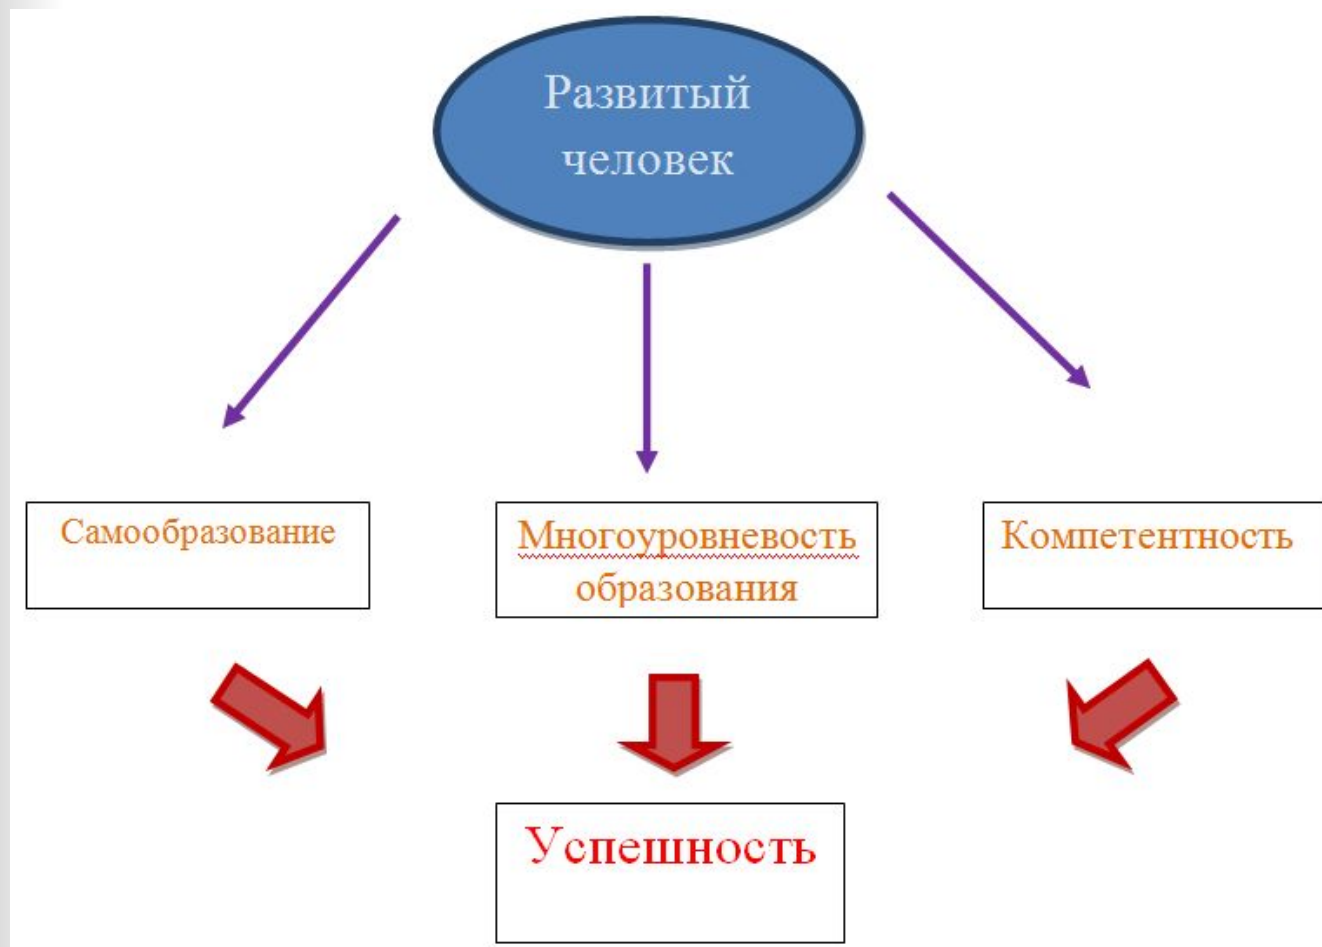 Развитый
человек
Самообразование
Многоуровневость
образования
Компетентность
Успешность